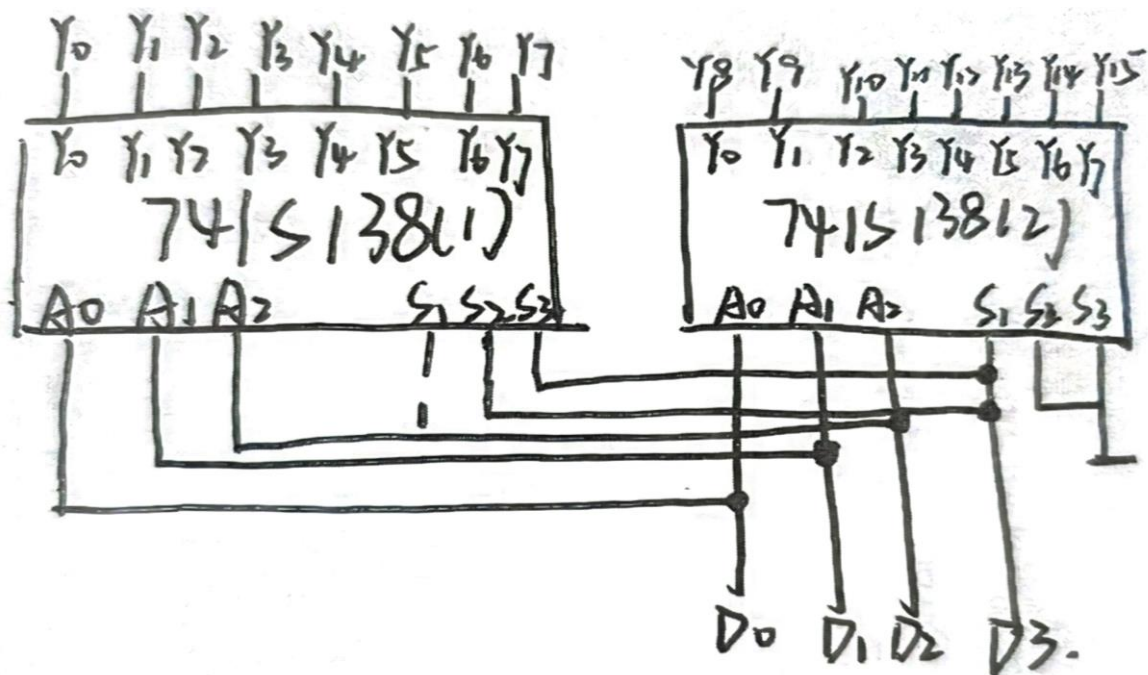 Y0 Y1 Y2 Y3 Y4 Y5 Y6 Y7
Y8 Y9 Y10 Y11 Y12 Y13 Y14 Y15
Y0 Y1 Y2 Y3 Y4 Y5 Y6 Y7
Y0 Y1 Y2 Y3 Y4 Y5 Y6 Y7
74LS138(1)
74LS138(2)
A0 A1 A2 S1 S2 S3
A0 A1 A2 S1 S2 S3
1
D0 D1 D2 D3.